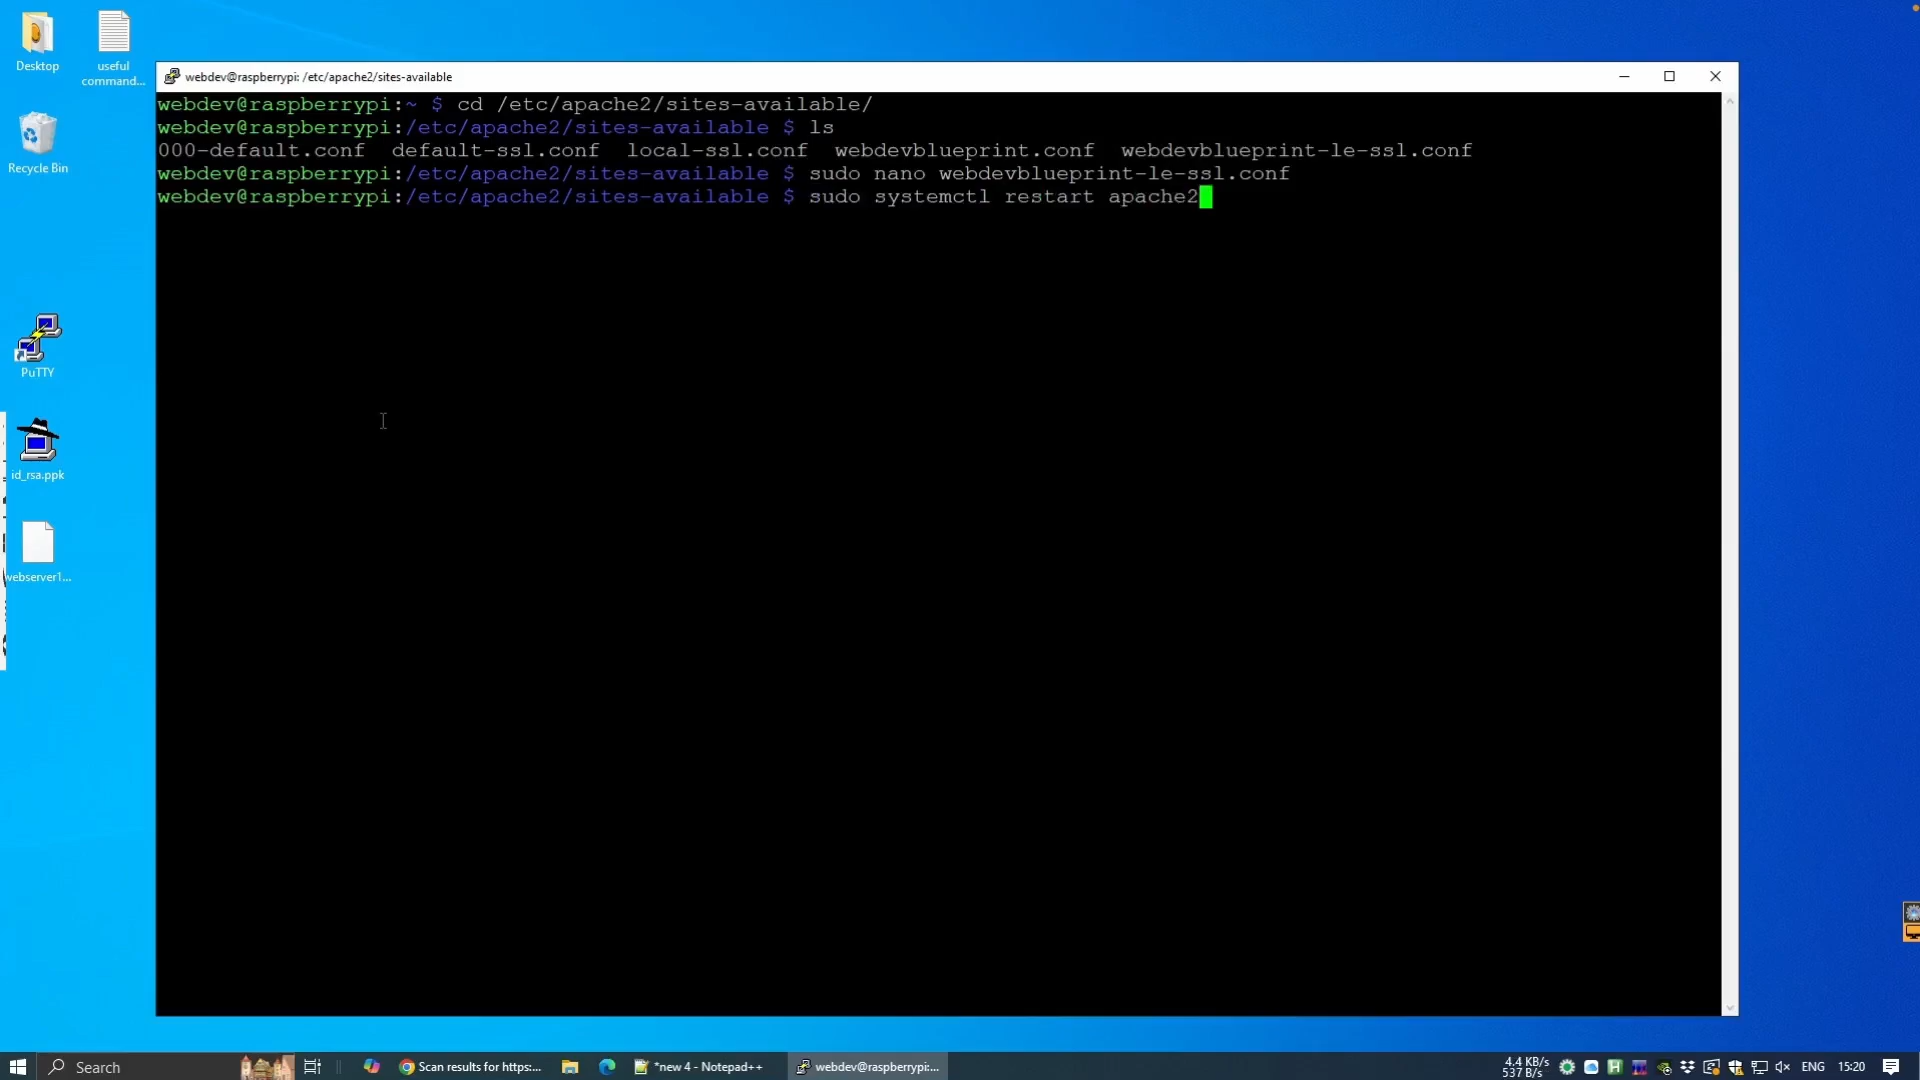 Desktop
useful
command...
Recycle Bin
PuTTY
id_rsa.ppk
webserver1...
webdev@raspberrypi: /etc/apache2/sites-available
webdev@raspberrypi:~ $ cd /etc/apache2/sites-available/
webdev@raspberrypi:/etc/apache2/sites-available $ ls
000-default.conf  default-ssl.conf  local-ssl.conf  webdevblueprint.conf  webdevblueprint-le-ssl.conf
webdev@raspberrypi:/etc/apache2/sites-available $ sudo nano webdevblueprint-le-ssl.conf
webdev@raspberrypi:/etc/apache2/sites-available $ sudo systemctl restart apache2
Search
Scan results for https:...
*new 4 - Notepad++
webdev@raspberrypi:...
4.4 KB/s
537 B/s
H
ENG
15:20